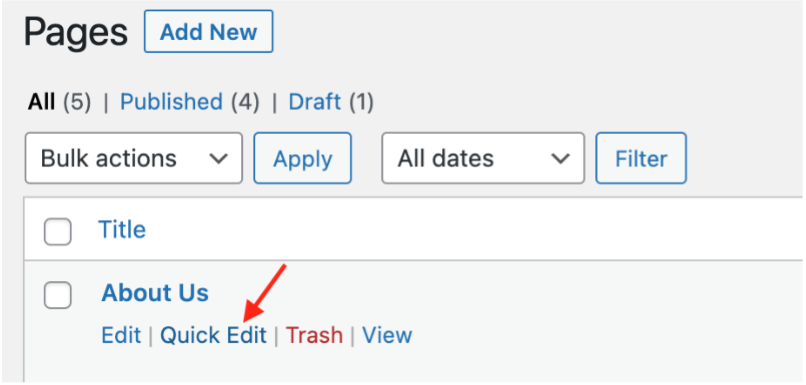 Pages Add New
All (5) | Published (4) | Draft (1)
Bulk actions Apply All dates Filter
Title
About Us
Edit | Quick Edit | Trash | View